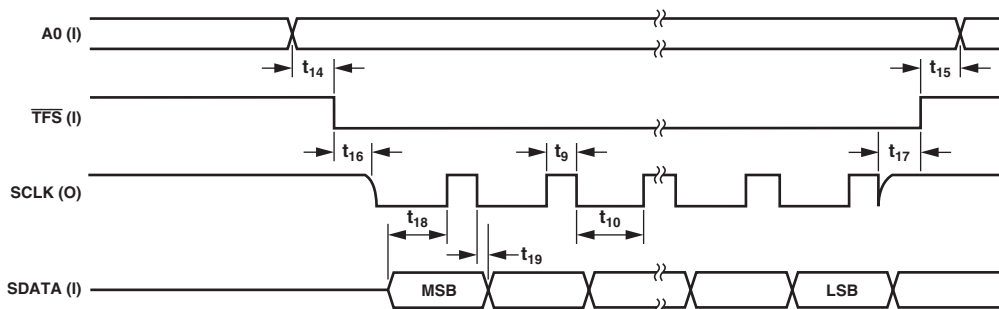 A0 (I)
t14
t15
TFS (I)
t16
t9
t17
SCLK (O)
t18
t10
t19
SDATA (I)
MSB
LSB